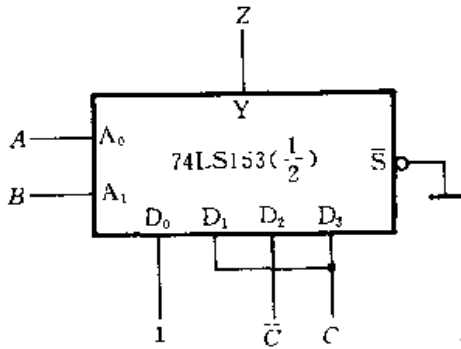 Z
Y
A A₀
74LS153(1/2) S̅
B A₁
D₀ D₁ D₂ D₃
1 C̅ C